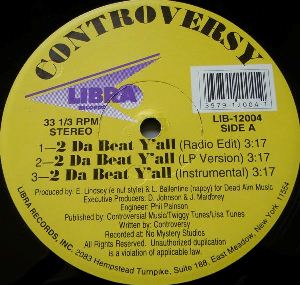 CONTROVERSY
LIBRA
RECORDS
33 1/3 RPM
STEREO
LIB-12004
SIDE A
1—2 Da Beat Y'all (Radio Edit) 3:17
2—2 Da Beat Y'all (LP Version) 3:17
3—2 Da Beat Y'all (Instrumental) 3:17
Produced by: E. Lindsey (e nuf style) & L. Ballentine (nappy) for Dead Aim Music
Executive Producers: D. Johnson & J. Maldorey
Engineer: Phil Painson
Published by: Controversial Music/Twiggy Tunes/Lisa Tunes
Written by: Controversy
Recorded at: No Mystery Studios
All Rights Reserved. Unauthorized duplication
is a violation of applicable laws.
LIBRA RECORDS, INC. 2083 Hempstead Turnpike, Suite 188, East Meadow, New York 11554